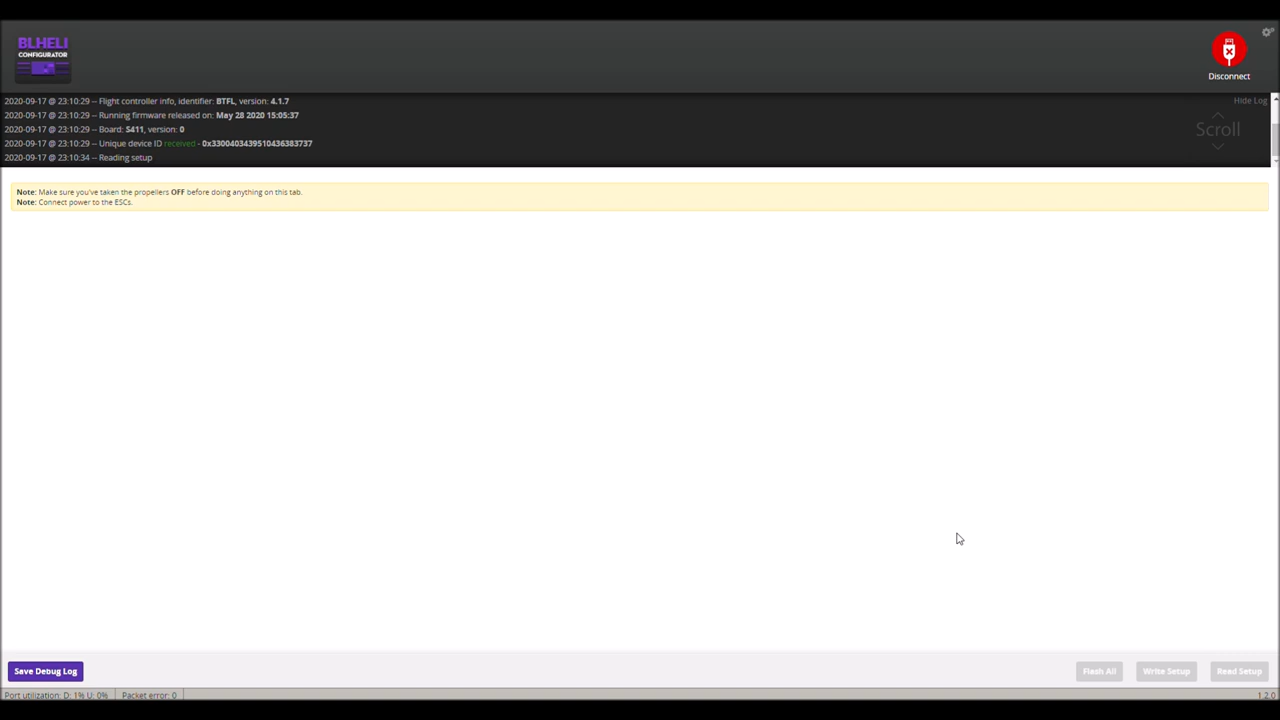 BLHELI
CONFIGURATOR
Disconnect
2020-09-17 @ 23:10:29 -- Flight controller info, identifier: BTFL, version: 4.1.7
2020-09-17 @ 23:10:29 -- Running firmware released on: May 28 2020 15:05:37
2020-09-17 @ 23:10:29 -- Board: S411, version: 0
2020-09-17 @ 23:10:29 -- Unique device ID received - 0x3300403439510436383737
2020-09-17 @ 23:10:34 -- Reading setup
Hide Log
Scroll
Note: Make sure you've taken the propellers OFF before doing anything on this tab.
Note: Connect power to the ESCs.
Save Debug Log
Flash All
Write Setup
Read Setup
Port utilization: D: 1% U: 0%
Packet error: 0
1.2.0